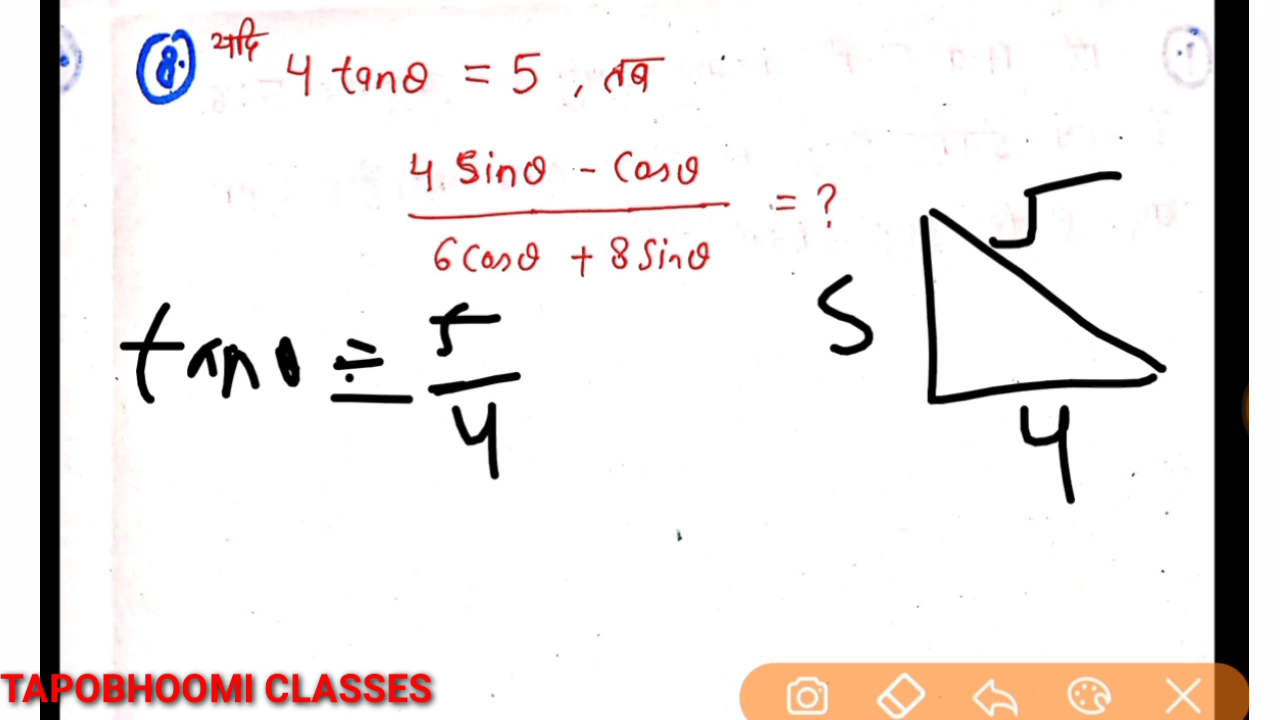 8. यदि 4 tanθ = 5, तब
4 Sinθ - Cosθ
= ?
6 Cosθ + 8 Sinθ
tanθ = 5
4
5
√
4
TAPOBHOOMI CLASSES